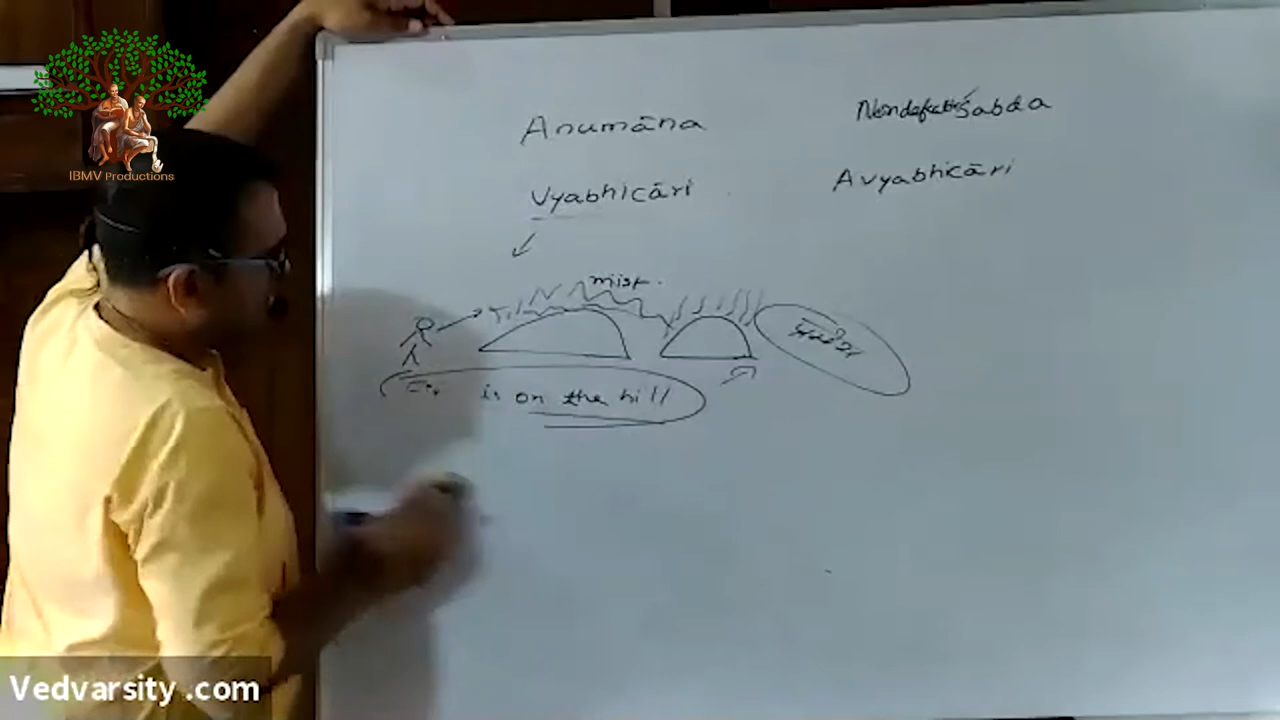 IBMV Productions
Anumāna
Nondefective Śabda
Vyabhicāri
Avyabhicāri
mist.
is on the hill
Vedvarsity .com